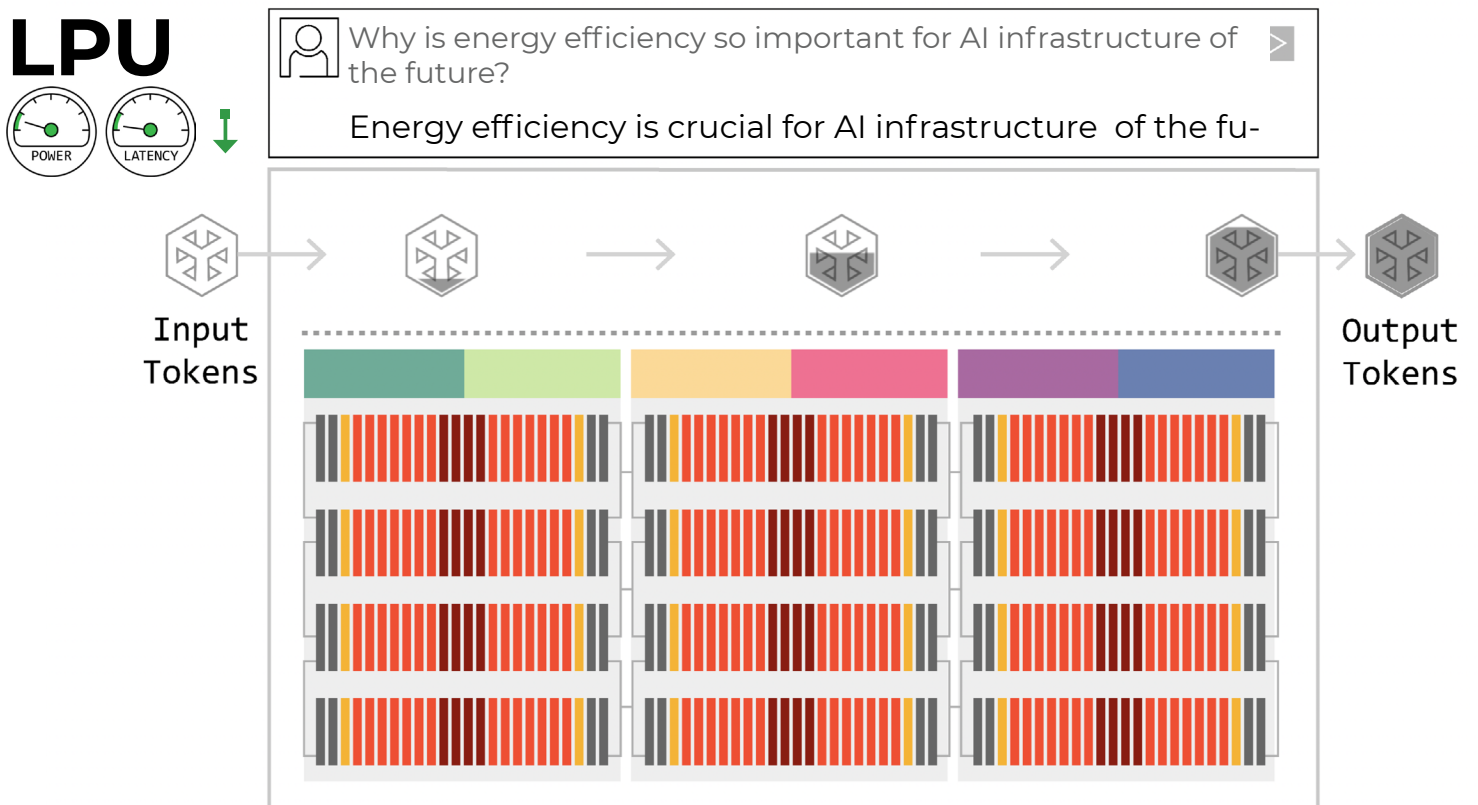 LPU
Why is energy efficiency so important for AI infrastructure of
the future?
Energy efficiency is crucial for AI infrastructure of the fu-
POWER
LATENCY
Input
Tokens
Output
Tokens